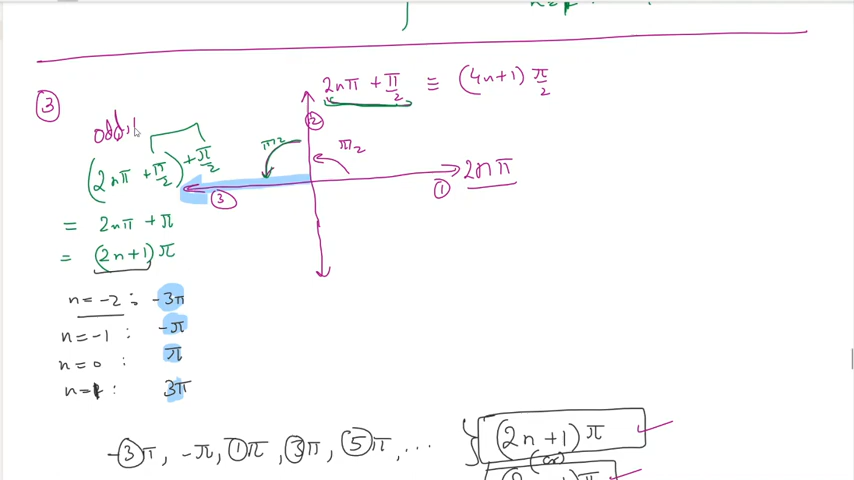 2nπ + π/2 ≡ (4n+1) π/2
③
odd
②
(2nπ + π/2) + π/2
π/2
π/2
③
①
2nπ
= 2nπ + π
= (2n+1)π
n = -2 : -3π
n = -1 : -π
n = 0 : π
n = 1 : 3π
-③π, -π, ①π, ③π, ⑤π, ...
(2n+1)π
(or)